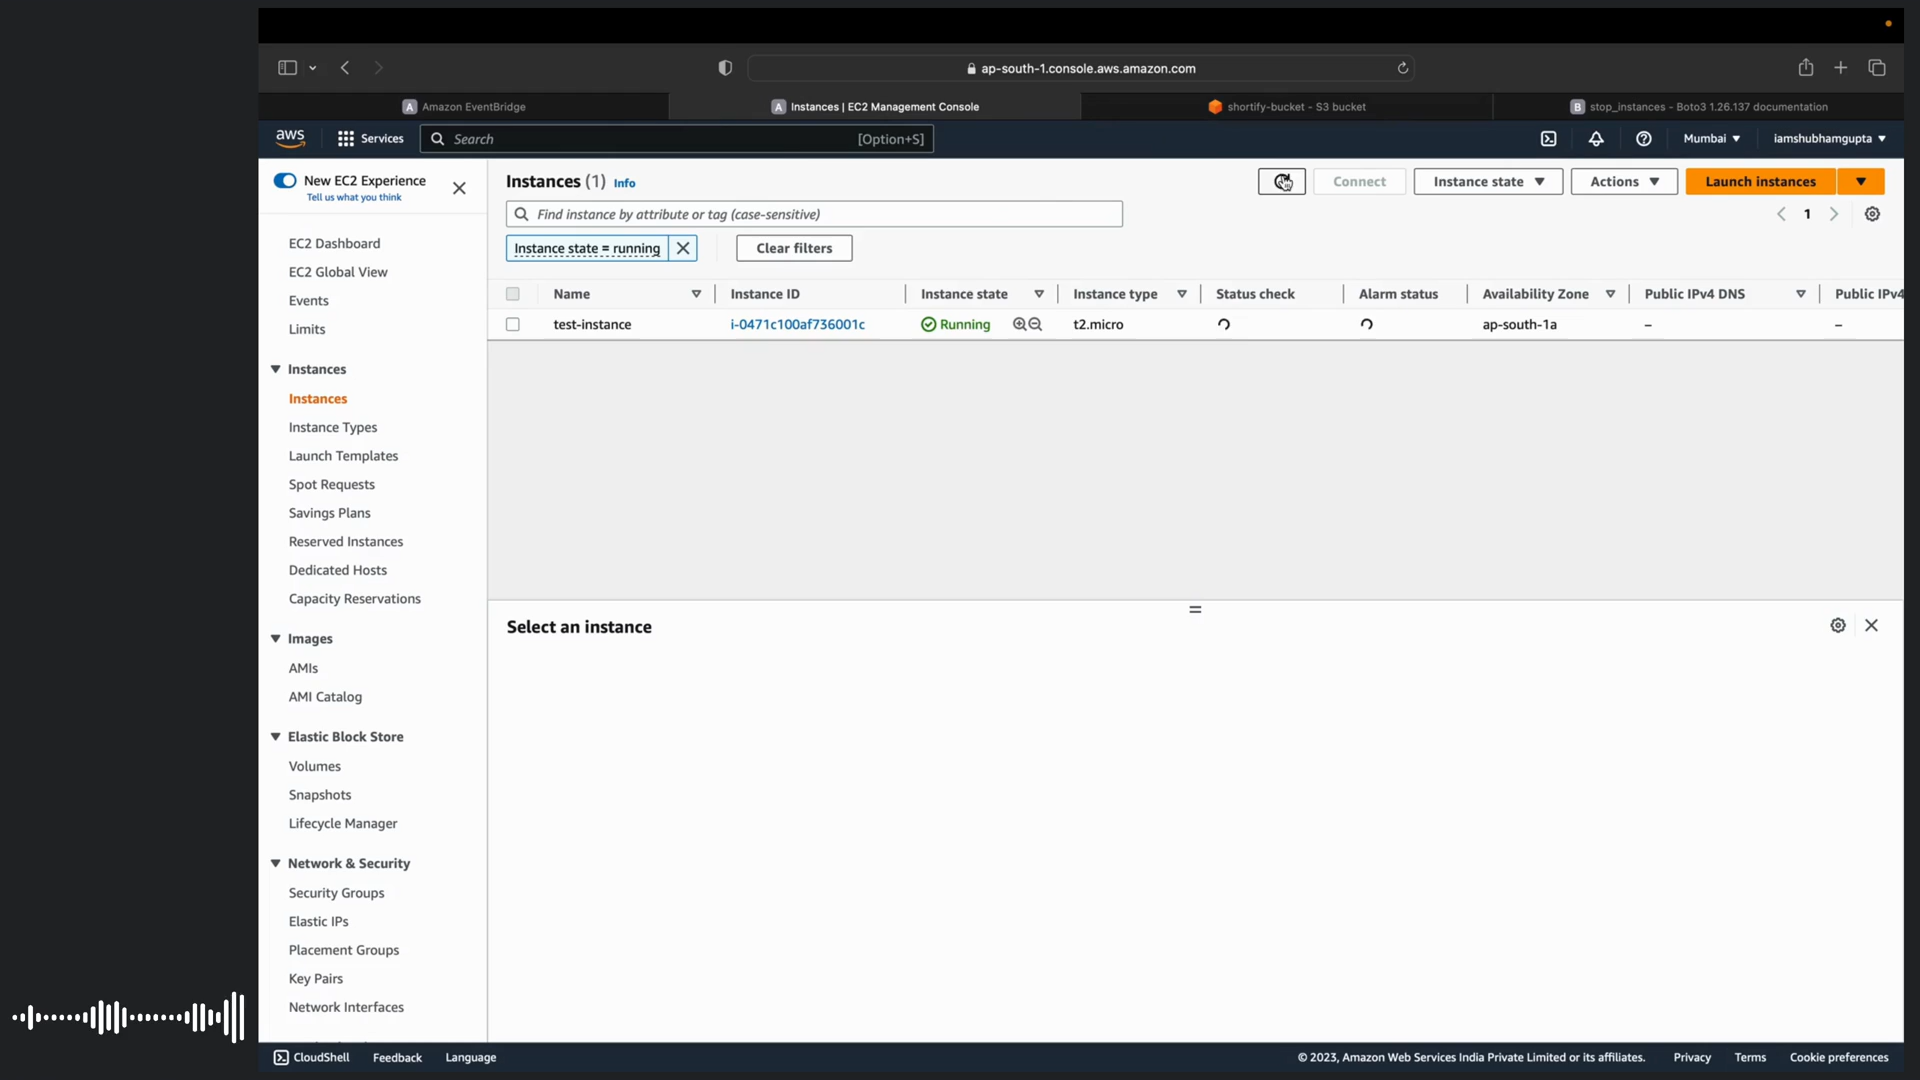 ap-south-1.console.aws.amazon.com
A Amazon EventBridge
A Instances | EC2 Management Console
shortify-bucket - S3 bucket
B stop_instances - Boto3 1.26.137 documentation
aws
Services
Search
[Option+S]
Mumbai
iamshubhamgupta
New EC2 Experience
Tell us what you think
EC2 Dashboard
EC2 Global View
Events
Limits
Instances
Instances
Instance Types
Launch Templates
Spot Requests
Savings Plans
Reserved Instances
Dedicated Hosts
Capacity Reservations
Images
AMIs
AMI Catalog
Elastic Block Store
Volumes
Snapshots
Lifecycle Manager
Network & Security
Security Groups
Elastic IPs
Placement Groups
Key Pairs
Network Interfaces
Instances (1) Info
Connect
Instance state
Actions
Launch instances
Find instance by attribute or tag (case-sensitive)
1
Instance state = running
Clear filters
Name
Instance ID
Instance state
Instance type
Status check
Alarm status
Availability Zone
Public IPv4 DNS
Public IPv4
test-instance
i-0471c100af736001c
Running
t2.micro
ap-south-1a
–
–
Select an instance
CloudShell
Feedback
Language
© 2023, Amazon Web Services India Private Limited or its affiliates.
Privacy
Terms
Cookie preferences